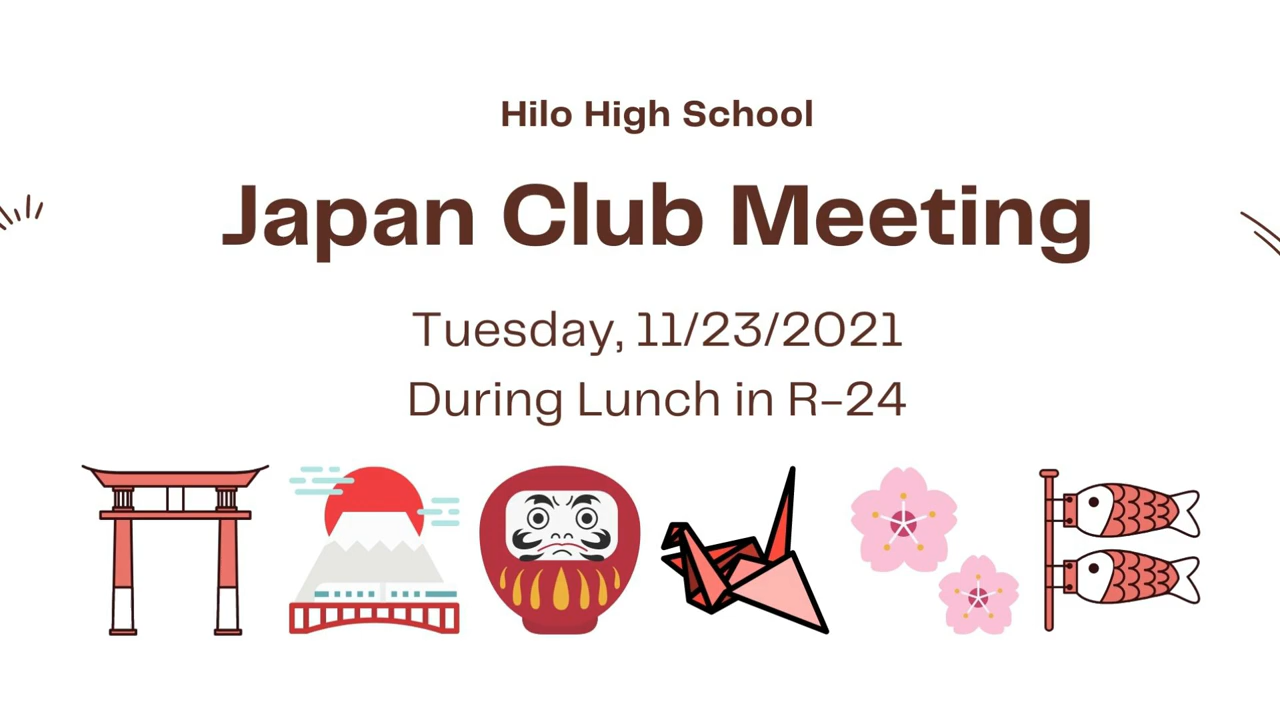 Hilo High School
Japan Club Meeting
Tuesday, 11/23/2021
During Lunch in R-24